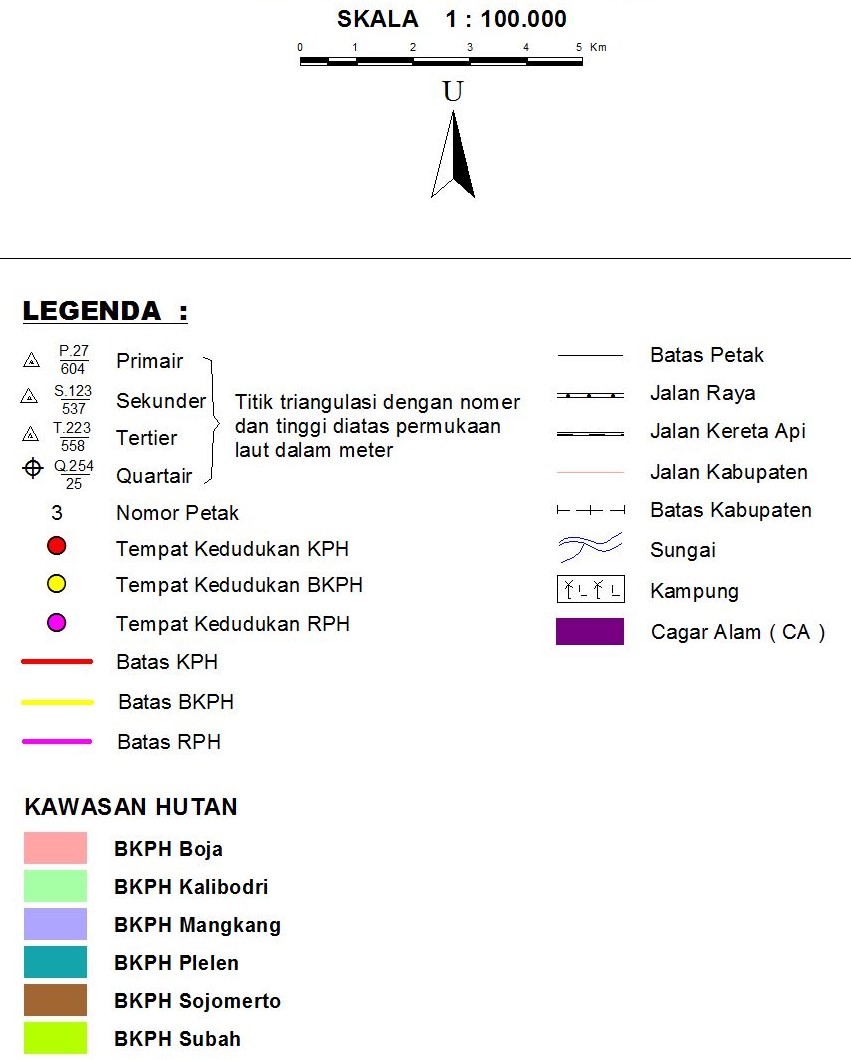 SKALA 1 : 100.000
0 1 2 3 4 5 Km
U
LEGENDA :
P.27
604
Primair
S.123
537
Sekunder
T.223
558
Tertier
Q.254
25
Quartair
Titik triangulasi dengan nomer
dan tinggi diatas permukaan
laut dalam meter
3 Nomor Petak
Tempat Kedudukan KPH
Tempat Kedudukan BKPH
Tempat Kedudukan RPH
Batas KPH
Batas BKPH
Batas RPH
Batas Petak
Jalan Raya
Jalan Kereta Api
Jalan Kabupaten
Batas Kabupaten
Sungai
Kampung
Cagar Alam ( CA )
KAWASAN HUTAN
BKPH Boja
BKPH Kalibodri
BKPH Mangkang
BKPH Plelen
BKPH Sojomerto
BKPH Subah